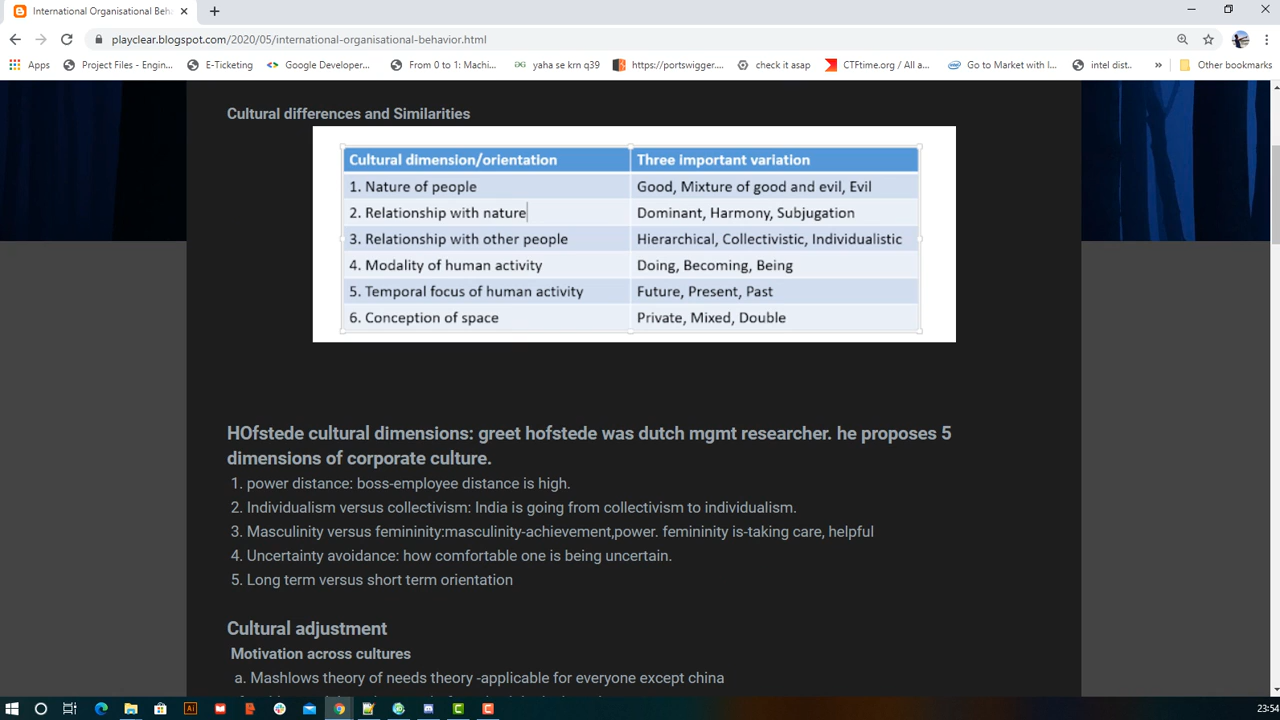 International Organisational Beh
playclear.blogspot.com/2020/05/international-organisational-behavior.html
Apps Project Files - Engin... E-Ticketing Google Developer... From 0 to 1: Machi... yaha se krn q39 https://portswigger.... check it asap CTFtime.org / All a... Go to Market with I... intel dist.. » Other bookmarks
Cultural differences and Similarities
Cultural dimension/orientation Three important variation
1. Nature of people Good, Mixture of good and evil, Evil
2. Relationship with nature Dominant, Harmony, Subjugation
3. Relationship with other people Hierarchical, Collectivistic, Individualistic
4. Modality of human activity Doing, Becoming, Being
5. Temporal focus of human activity Future, Present, Past
6. Conception of space Private, Mixed, Double
HOfstede cultural dimensions: greet hofstede was dutch mgmt researcher. he proposes 5
dimensions of corporate culture.
1. power distance: boss-employee distance is high.
2. Individualism versus collectivism: India is going from collectivism to individualism.
3. Masculinity versus femininity:masculinity-achievement,power. femininity is-taking care, helpful
4. Uncertainty avoidance: how comfortable one is being uncertain.
5. Long term versus short term orientation
Cultural adjustment
Motivation across cultures
a. Mashlows theory of needs theory -applicable for everyone except china
23:54